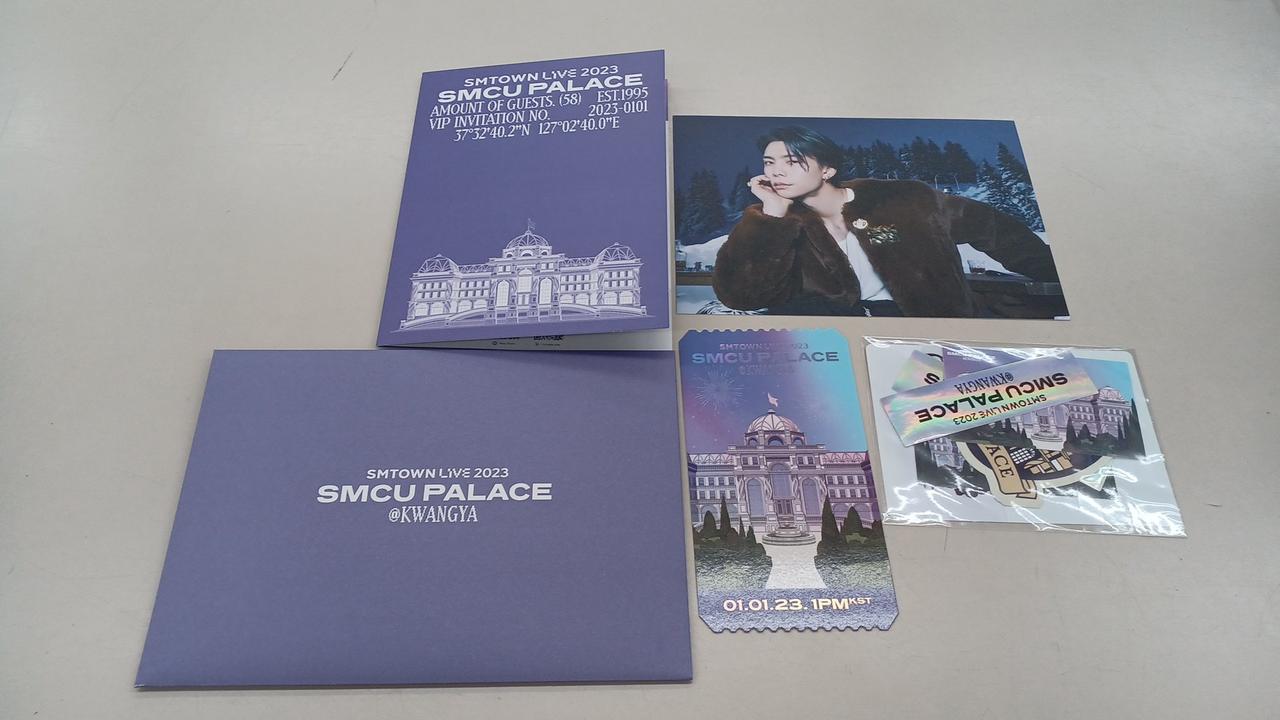 SMTOWN LIVE 2023
SMCU PALACE
AMOUNT OF GUESTS. (58) EST.1995
VIP INVITATION NO. 2023-0101
37°32'40.2"N 127°02'40.0"E
SMTOWN LIVE 2023
SMCU PALACE
@KWANGYA
SMTOWN LIVE 2023
SMCU PALACE
@KWANGYA
01.01.23. 1PM KST
SMTOWN LIVE 2023
SMCU PALACE
@KWANGYA